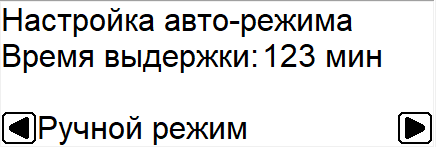 Настройка авто-режима
Время выдержки: 123 мин
Ручной режим